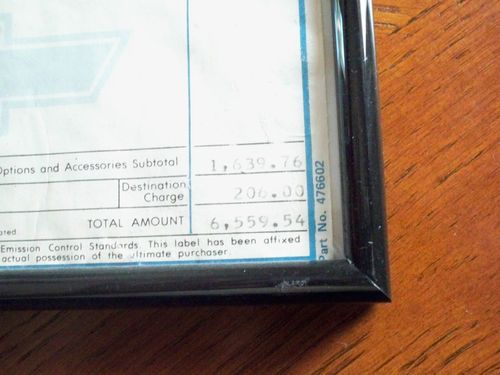 Options and Accessories Subtotal 1,639.76
Destination
Charge 206.00
TOTAL AMOUNT 6,559.54
Emission Control Standards. This label has been affixed
actual possession of the ultimate purchaser.
Part No. 476602